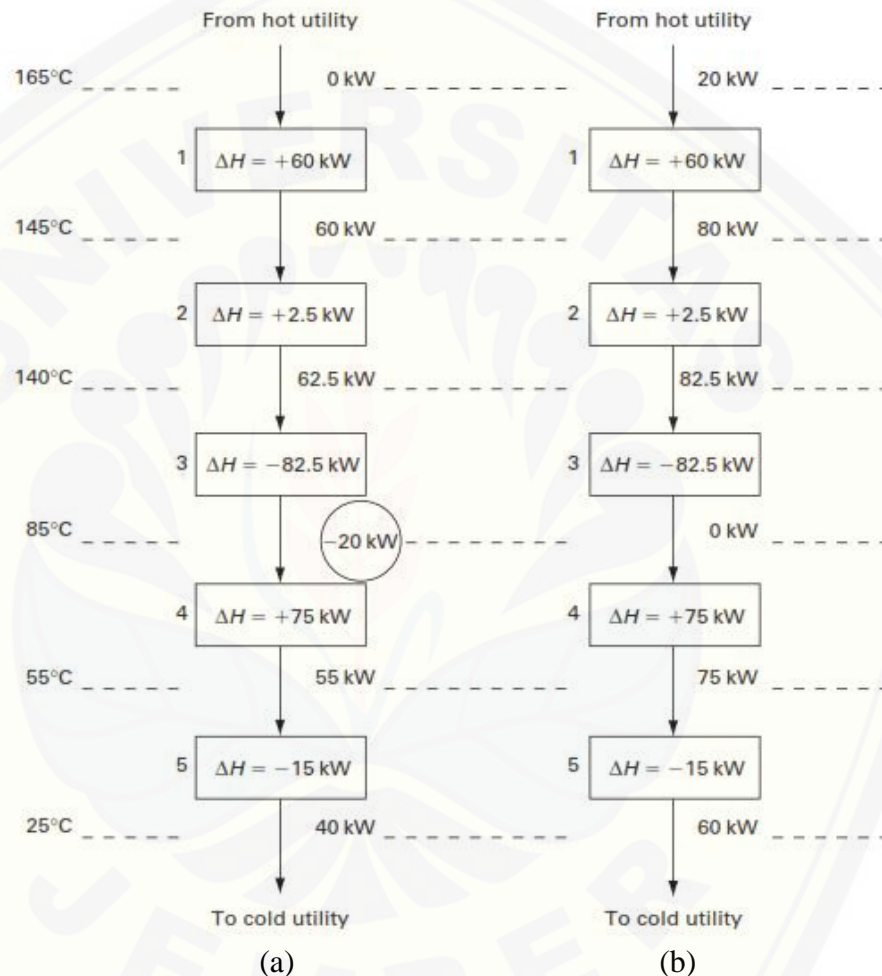 From hot utility From hot utility
165°C 0 kW 20 kW
1 ΔH = +60 kW 1 ΔH = +60 kW
145°C 60 kW 80 kW
2 ΔH = +2.5 kW 2 ΔH = +2.5 kW
140°C 62.5 kW 82.5 kW
3 ΔH = −82.5 kW 3 ΔH = −82.5 kW
85°C −20 kW 0 kW
4 ΔH = +75 kW 4 ΔH = +75 kW
55°C 55 kW 75 kW
5 ΔH = −15 kW 5 ΔH = −15 kW
25°C 40 kW 60 kW
To cold utility To cold utility
(a) (b)
UNIVERSITAS
JEMBER